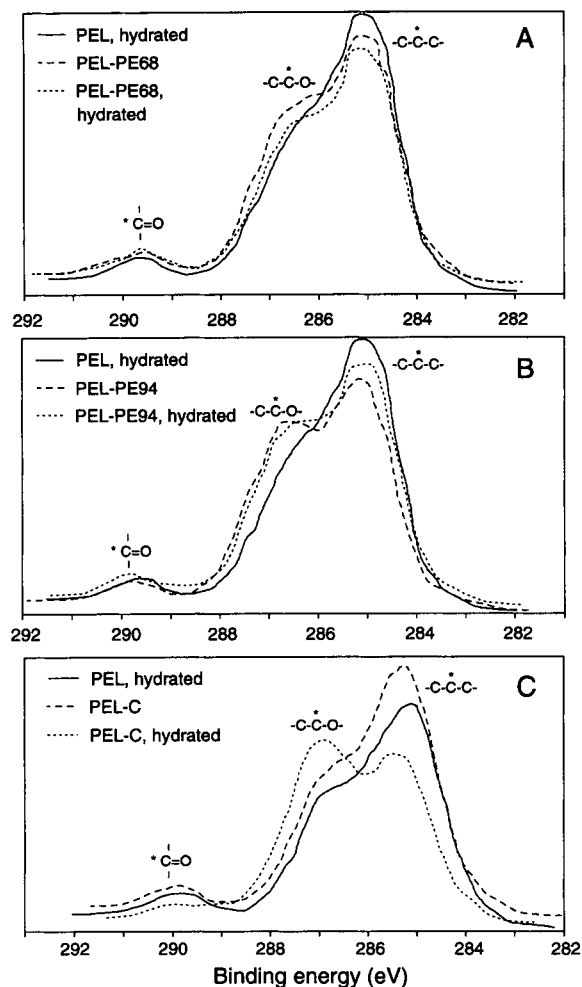 PEL, hydrated
PEL-PE68
PEL-PE68,
hydrated
A
*
-C-C-C-
*
-C-C-O-
* C=O
292 290 288 286 284 282
PEL, hydrated
PEL-PE94
PEL-PE94, hydrated
B
*
-C-C-C-
*
-C-C-O-
* C=O
292 290 288 286 284 282
PEL, hydrated
PEL-C
PEL-C, hydrated
C
*
-C-C-C-
*
-C-C-O-
* C=O
292 290 288 286 284 282
Binding energy (eV)